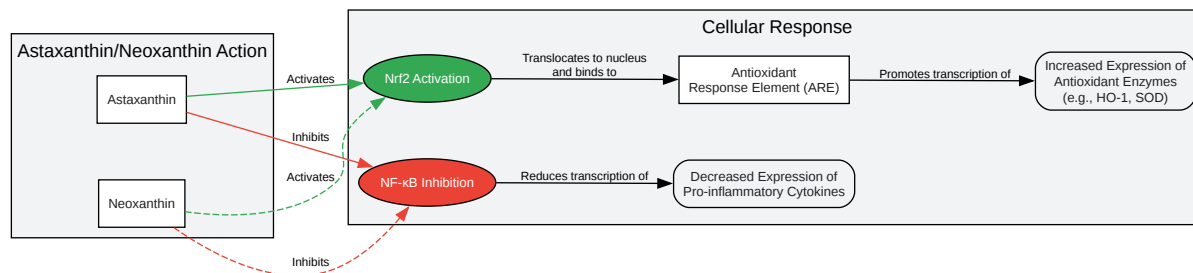 Astaxanthin/Neoxanthin Action
Astaxanthin
Neoxanthin
Activates
Inhibits
Activates
Inhibits
Cellular Response
Nrf2 Activation
Translocates to nucleus
and binds to
Antioxidant
Response Element (ARE)
Promotes transcription of
Increased Expression of
Antioxidant Enzymes
(e.g., HO-1, SOD)
NF-κB Inhibition
Reduces transcription of
Decreased Expression of
Pro-inflammatory Cytokines